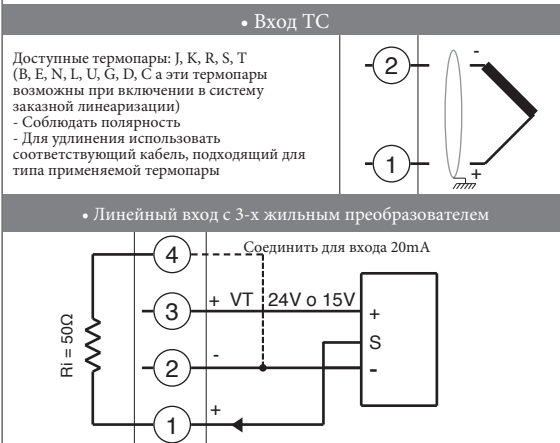 • Вход TC
Доступные термопары: J, K, R, S, T
(B, E, N, L, U, G, D, C а эти термопары
возможны при включении в систему
заказной линеаризации)
- Соблюдать полярность
- Для удлинения использовать
соответствующий кабель, подходящий для
типа применяемой термопары
2
-
1
+
• Линейный вход с 3-х жильным преобразователем
Соединить для входа 20mA
4
3
+ VT 24V о 15V
+
S
Ri = 50Ω
2
-
-
1
+